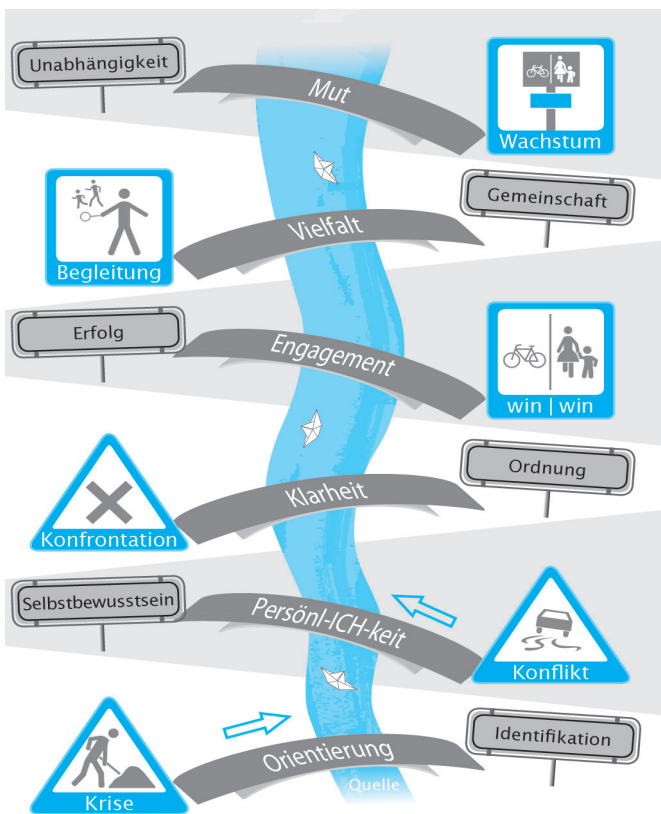 Unabhängigkeit
Mut
Wachstum
Gemeinschaft
Vielfalt
Begleitung
Erfolg
Engagement
win | win
Ordnung
Klarheit
Konfrontation
Selbstbewusstsein
Persönl-ICH-keit
Konflikt
Identifikation
Orientierung
Quelle
Krise